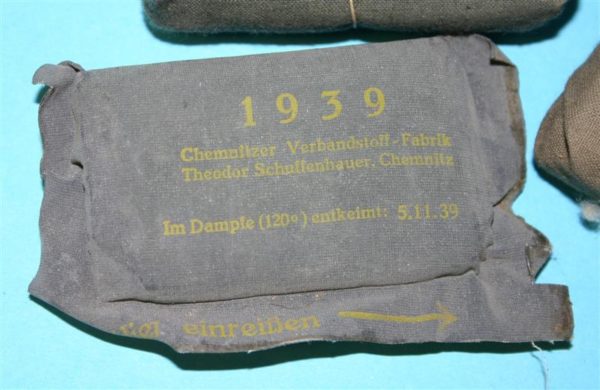 1939
Chemnitzer Verbandstoff-Fabrik
Theodor Schuffenhauer, Chemnitz
Im Dampfe (120°) entkeimt: 5.11.39
einreißen